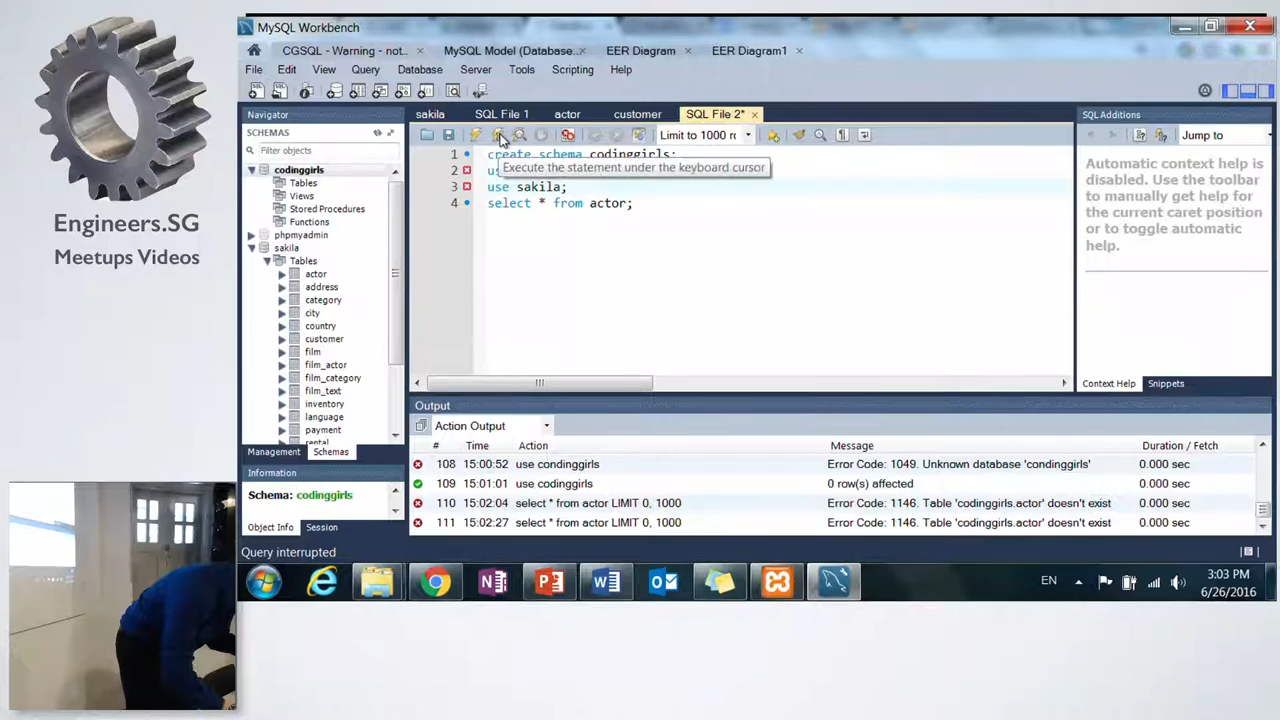 Engineers.SG
Meetups Videos
MySQL Workbench
CGSQL - Warning - not... × MySQL Model (Database... × EER Diagram × EER Diagram1 ×
File Edit View Query Database Server Tools Scripting Help
Navigator
SCHEMAS
Filter objects
codinggirls
Tables
Views
Stored Procedures
Functions
phpmyadmin
sakila
Tables
actor
address
category
city
country
customer
film
film_actor
film_category
film_text
inventory
language
payment
rental
Management Schemas
Information
Schema: codinggirls
Object Info Session
Query interrupted
sakila SQL File 1 actor customer SQL File 2* ×
Limit to 1000 rc
1 create schema codinggirls;
2 us
Execute the statement under the keyboard cursor
3 use sakila;
4 select * from actor;
Output
Action Output
# Time Action Message Duration / Fetch
108 15:00:52 use condinggirls Error Code: 1049. Unknown database 'condinggirls' 0.000 sec
109 15:01:01 use codinggirls 0 row(s) affected 0.000 sec
110 15:02:04 select * from actor LIMIT 0, 1000 Error Code: 1146. Table 'codinggirls.actor' doesn't exist 0.000 sec
111 15:02:27 select * from actor LIMIT 0, 1000 Error Code: 1146. Table 'codinggirls.actor' doesn't exist 0.000 sec
SQL Additions
Jump to
Automatic context help is
disabled. Use the toolbar
to manually get help for
the current caret position
or to toggle automatic
help.
Context Help Snippets
EN
3:03 PM
6/26/2016